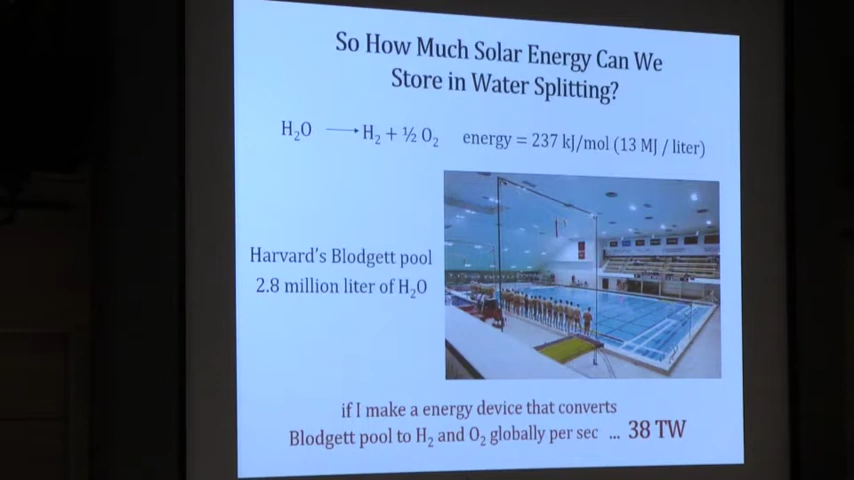 So How Much Solar Energy Can We
Store in Water Splitting?
H₂O ⟶ H₂ + ½ O₂ energy = 237 kJ/mol (13 MJ / liter)
Harvard's Blodgett pool
2.8 million liter of H₂O
if I make a energy device that converts
Blodgett pool to H₂ and O₂ globally per sec ... 38 TW